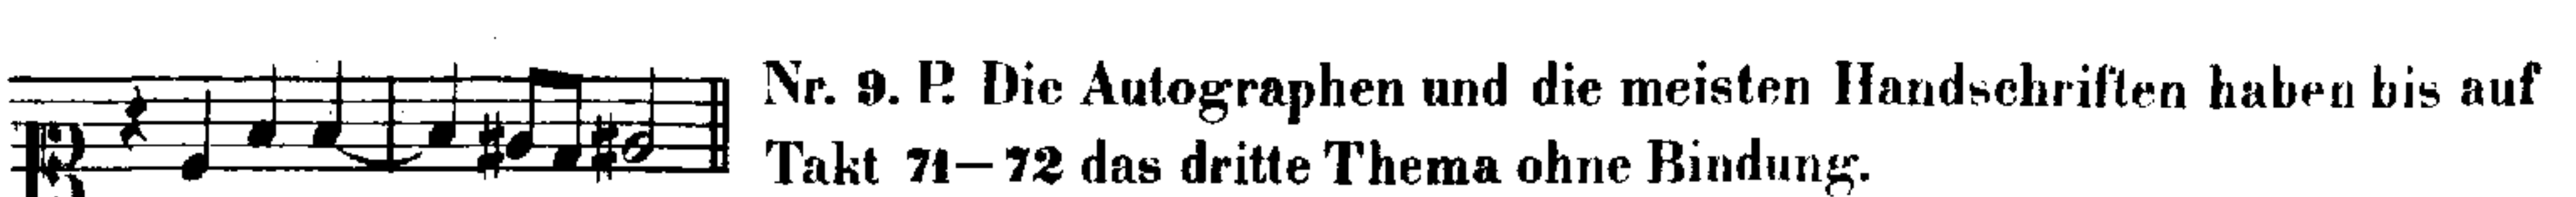 Nr. 9. P. Die Autographen und die meisten Handschriften haben bis auf
Takt 71–72 das dritte Thema ohne Bindung.